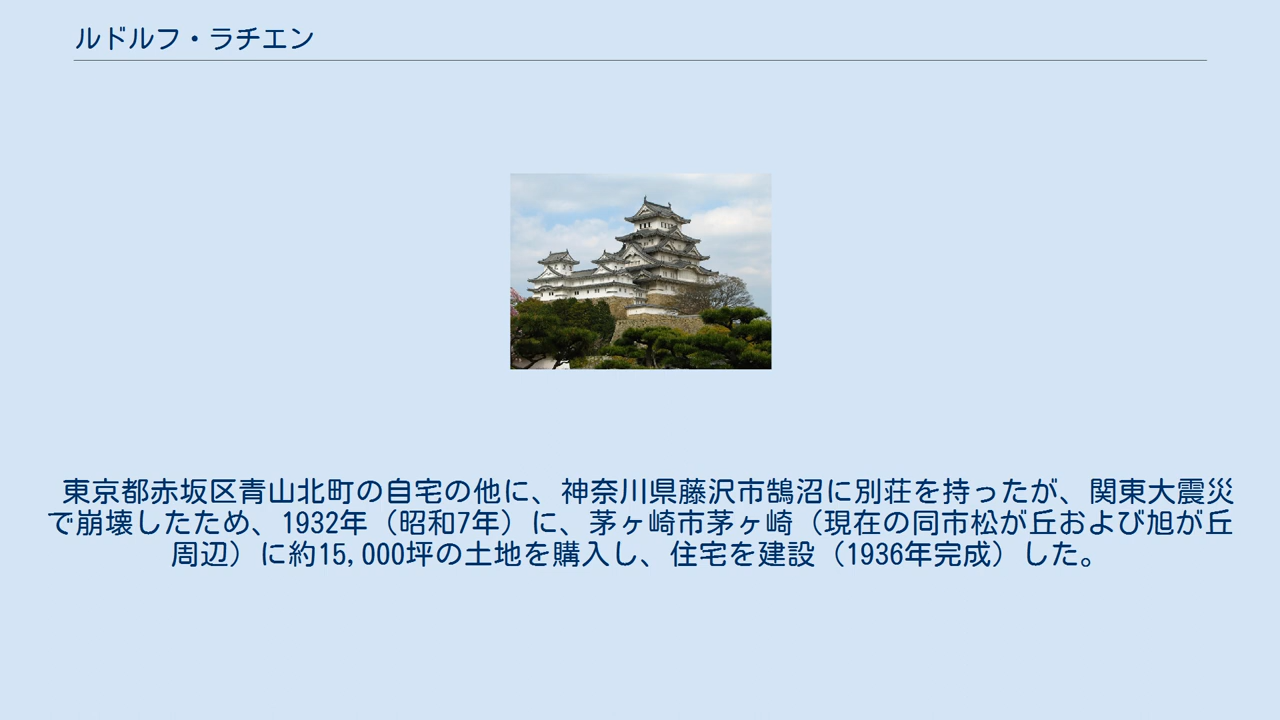 ルドルフ・ラチエン
東京都赤坂区青山北町の自宅の他に、神奈川県藤沢市鵠沼に別荘を持ったが、関東大震災
で崩壊したため、1932年（昭和7年）に、茅ヶ崎市茅ヶ崎（現在の同市松が丘および旭が丘
周辺）に約15,000坪の土地を購入し、住宅を建設（1936年完成）した。